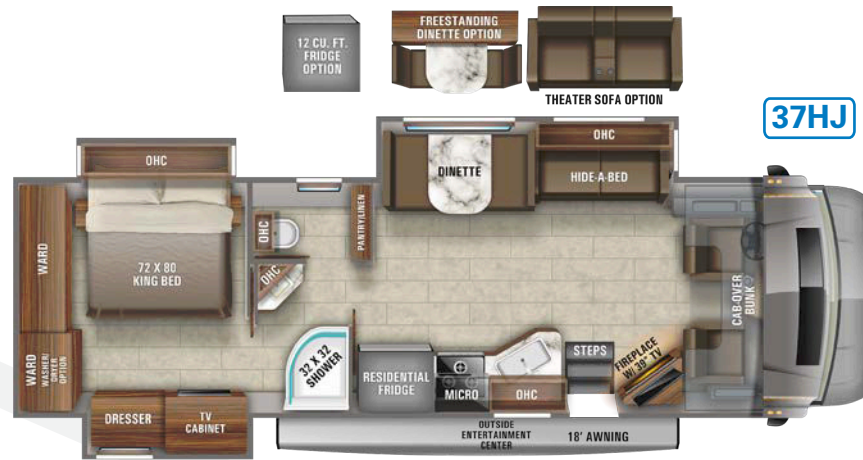 12 CU. FT.
FRIDGE
OPTION
FREESTANDING
DINETTE OPTION
THEATER SOFA OPTION
37HJ
OHC
WARD
72 X 80
KING BED
WARD
WASHER/
DRYER
OPTION
DRESSER
TV
CABINET
OHC
OHC
PANTRY/LINEN
32 X 32
SHOWER
DINETTE
OHC
HIDE-A-BED
RESIDENTIAL
FRIDGE
MICRO
OHC
STEPS
FIREPLACE
W/ 39" TV
CAB-OVER
BUNK
OUTSIDE
ENTERTAINMENT
CENTER
18' AWNING